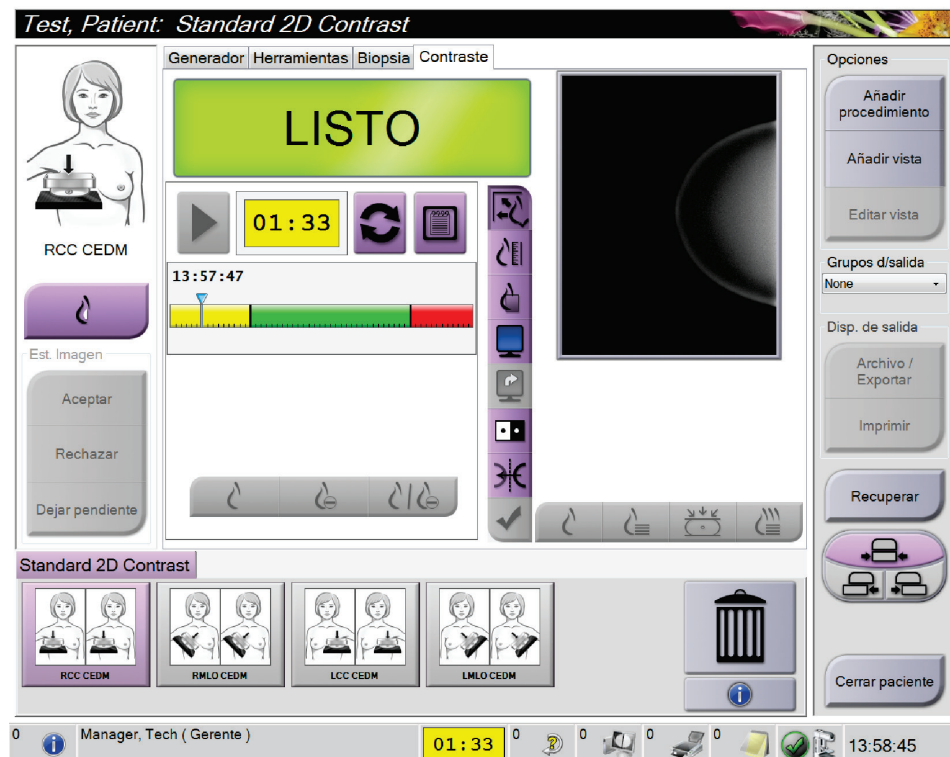 Test, Patient: Standard 2D Contrast
Generador Herramientas Biopsia Contraste
LISTO
RCC CEDM
01:33
13:57:47
Est. Imagen
Aceptar
Rechazar
Dejar pendiente
Opciones
Añadir
procedimiento
Añadir vista
Editar vista
Grupos d/salida
None
Disp. de salida
Archivo /
Exportar
Imprimir
Recuperar
Cerrar paciente
Standard 2D Contrast
RCC CEDM
RMLO CEDM
LCC CEDM
LMLO CEDM
0 Manager, Tech ( Gerente ) 01:33 0 0 0 0 13:58:45